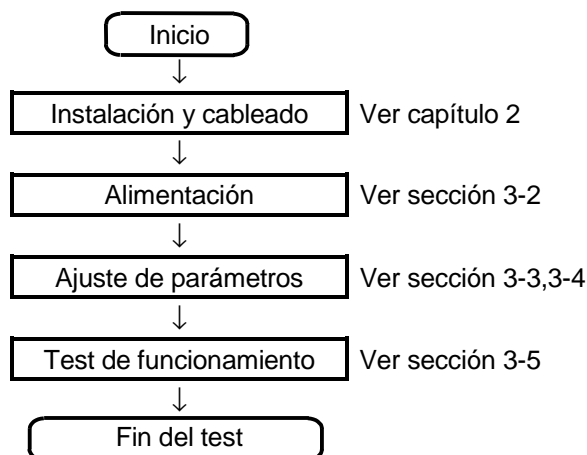 Inicio
Instalación y cableado Ver capítulo 2
Alimentación Ver sección 3-2
Ajuste de parámetros Ver sección 3-3,3-4
Test de funcionamiento Ver sección 3-5
Fin del test